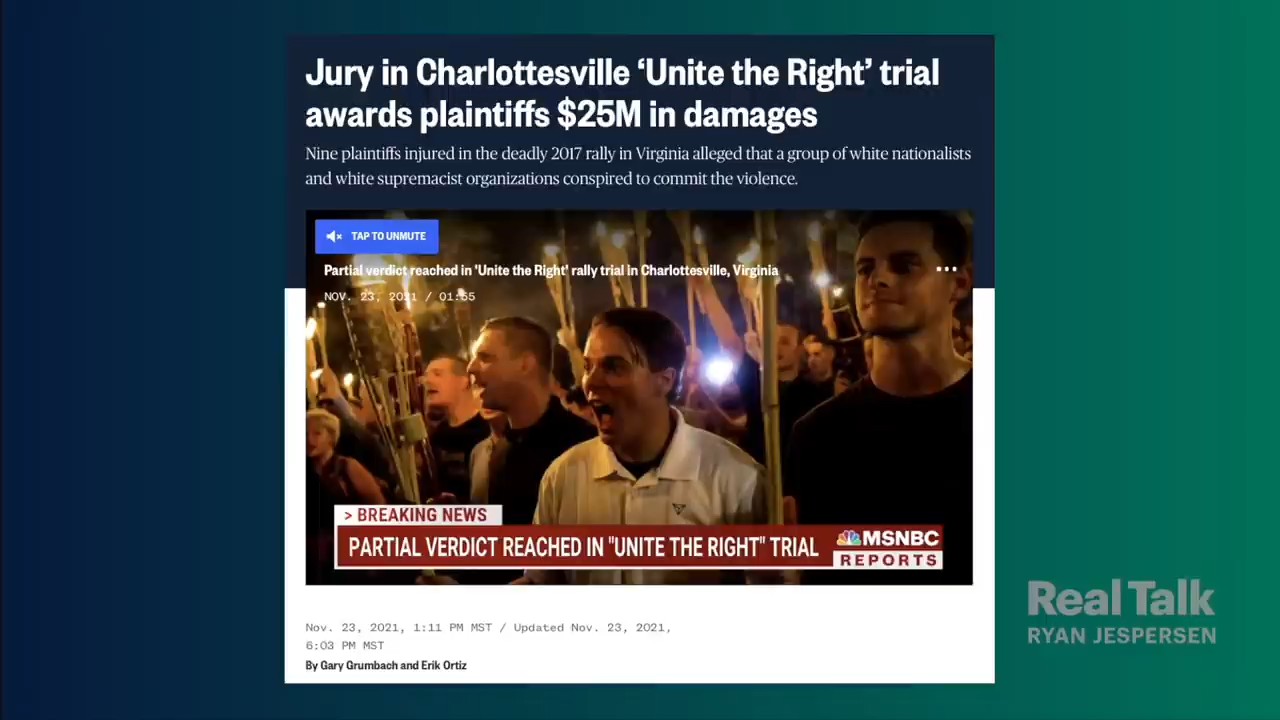 Jury in Charlottesville ‘Unite the Right’ trial
awards plaintiffs $25M in damages
Nine plaintiffs injured in the deadly 2017 rally in Virginia alleged that a group of white nationalists
and white supremacist organizations conspired to commit the violence.
TAP TO UNMUTE
Partial verdict reached in 'Unite the Right' rally trial in Charlottesville, Virginia
NOV. 23, 2021 / 01:55
> BREAKING NEWS
PARTIAL VERDICT REACHED IN "UNITE THE RIGHT" TRIAL
MSNBC
REPORTS
Nov. 23, 2021, 1:11 PM MST / Updated Nov. 23, 2021,
6:03 PM MST
By Gary Grumbach and Erik Ortiz
Real Talk
RYAN JESPERSEN